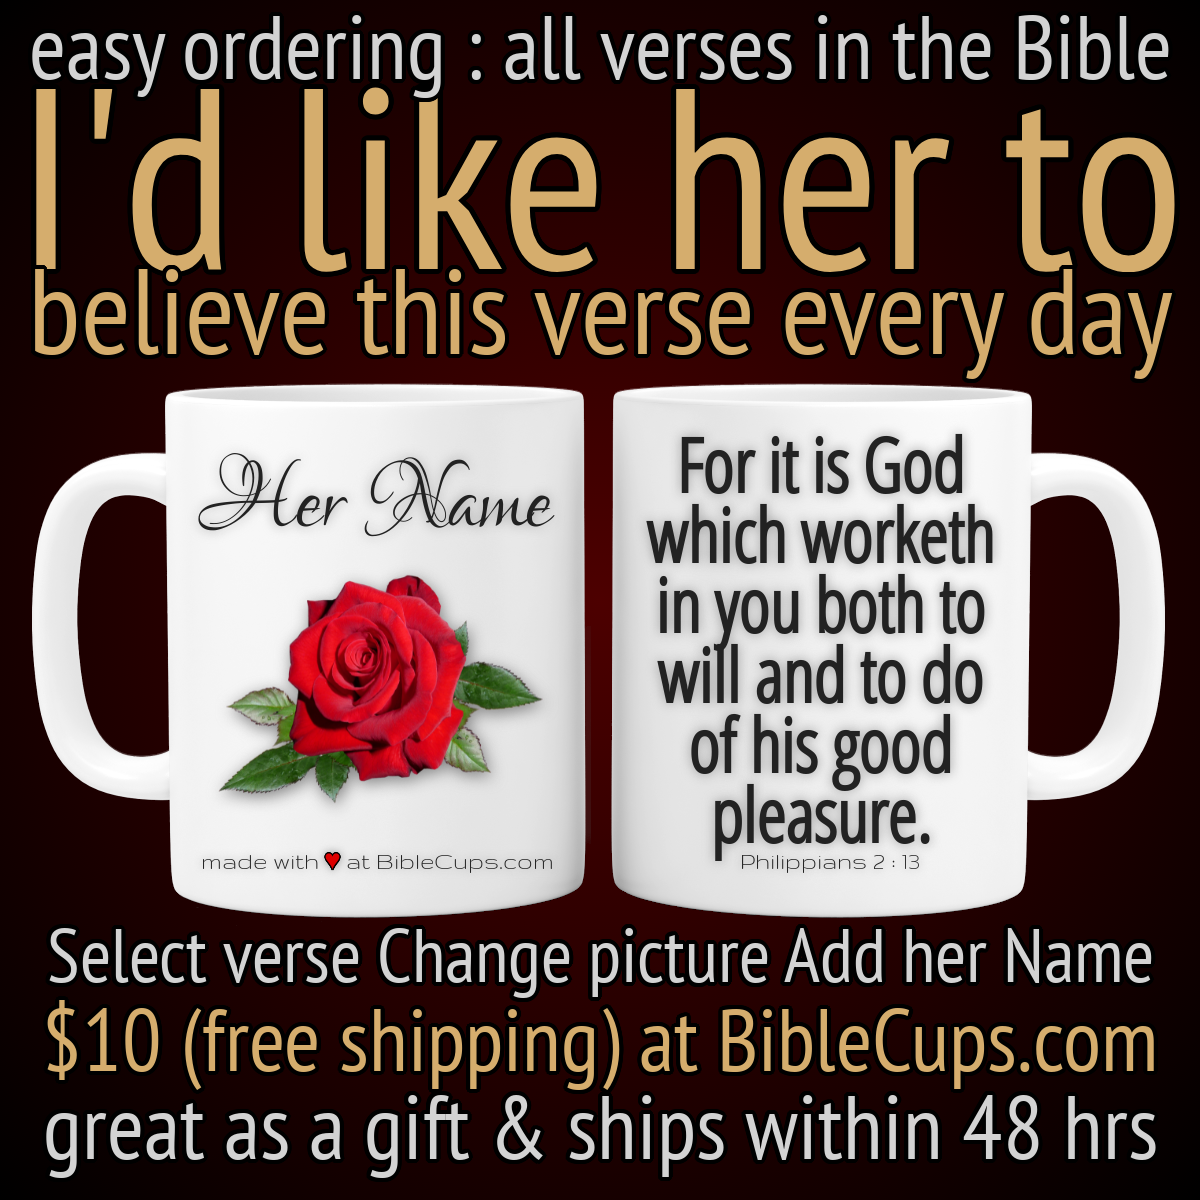 easy ordering : all verses in the Bible
I'd like her to
believe this verse every day
Her Name
made with ❤ at BibleCups.com
For it is God
which worketh
in you both to
will and to do
of his good
pleasure.
Philippians 2 : 13
Select verse Change picture Add her Name
$10 (free shipping) at BibleCups.com
great as a gift & ships within 48 hrs